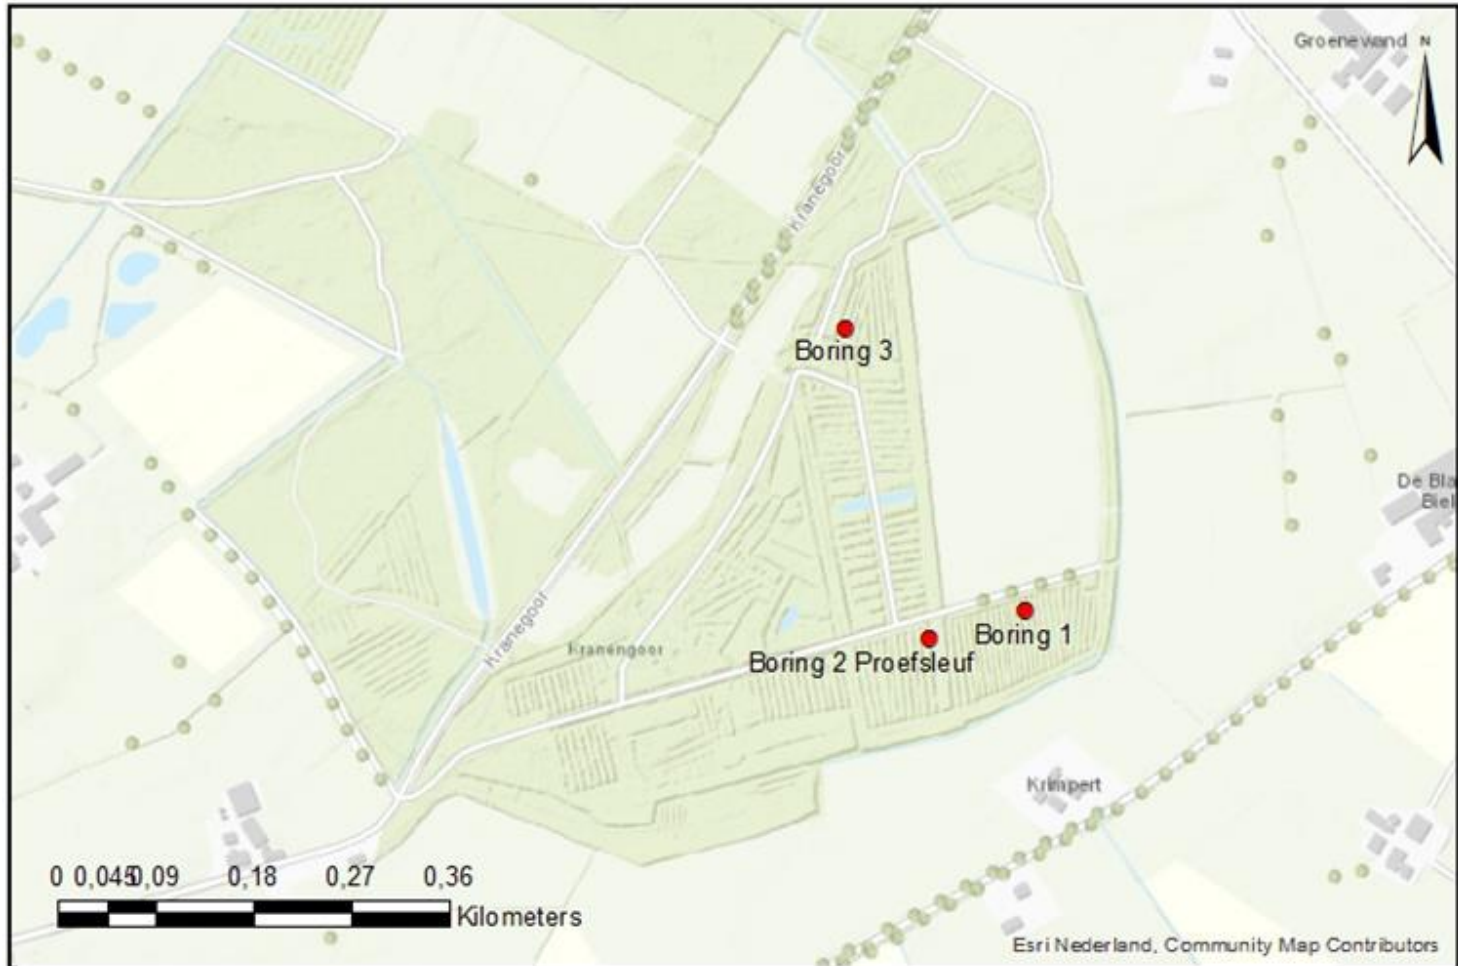 Groenewand
N
Kranegoor
Boring 3
De Bla
Biel
Kranegoor
Kranengoor
Boring 1
Boring 2 Proefsleuf
Krimpert
0 0,045 0,09 0,18 0,27 0,36
Kilometers
Esri Nederland, Community Map Contributors